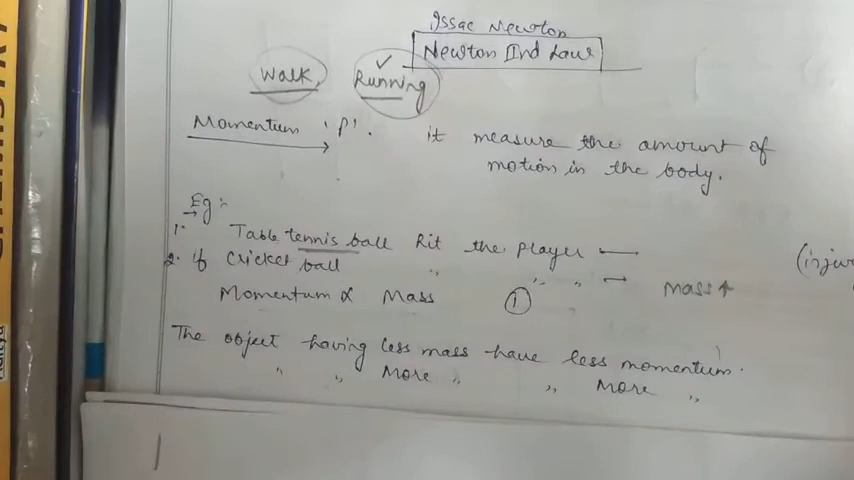 Issac Newton
Newton IInd Law
Walk
Running
Momentum 'P'. it measure the amount of
motion in the body.
Eg:
1. Table tennis ball hit the player
2. if Cricket ball " " " Mass↑
Momentum ∝ Mass ①
The object having less mass have less momentum.
" " More " " More "